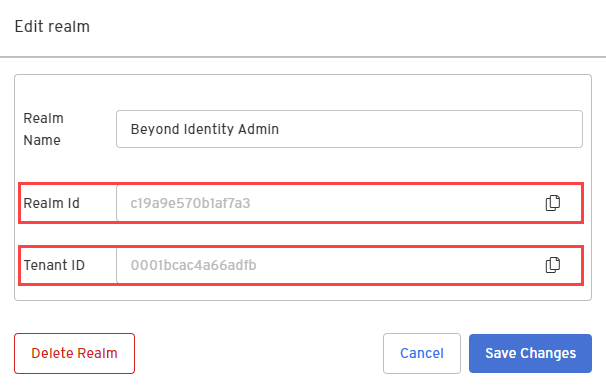 Edit realm
Realm
Name
Beyond Identity Admin
Realm Id
c19a9e570b1af7a3
Tenant ID
0001bcac4a66adfb
Delete Realm
Cancel
Save Changes